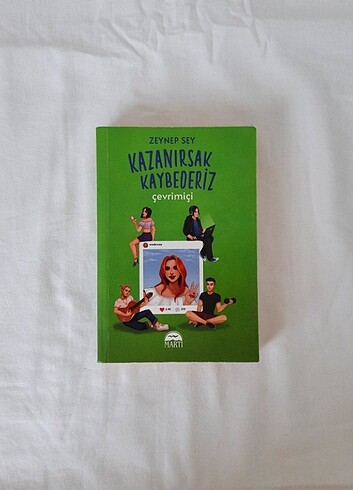 ZEYNEP SEY
KAZANIRSAK
KAYBEDERİZ
çevrimiçi
MARTI